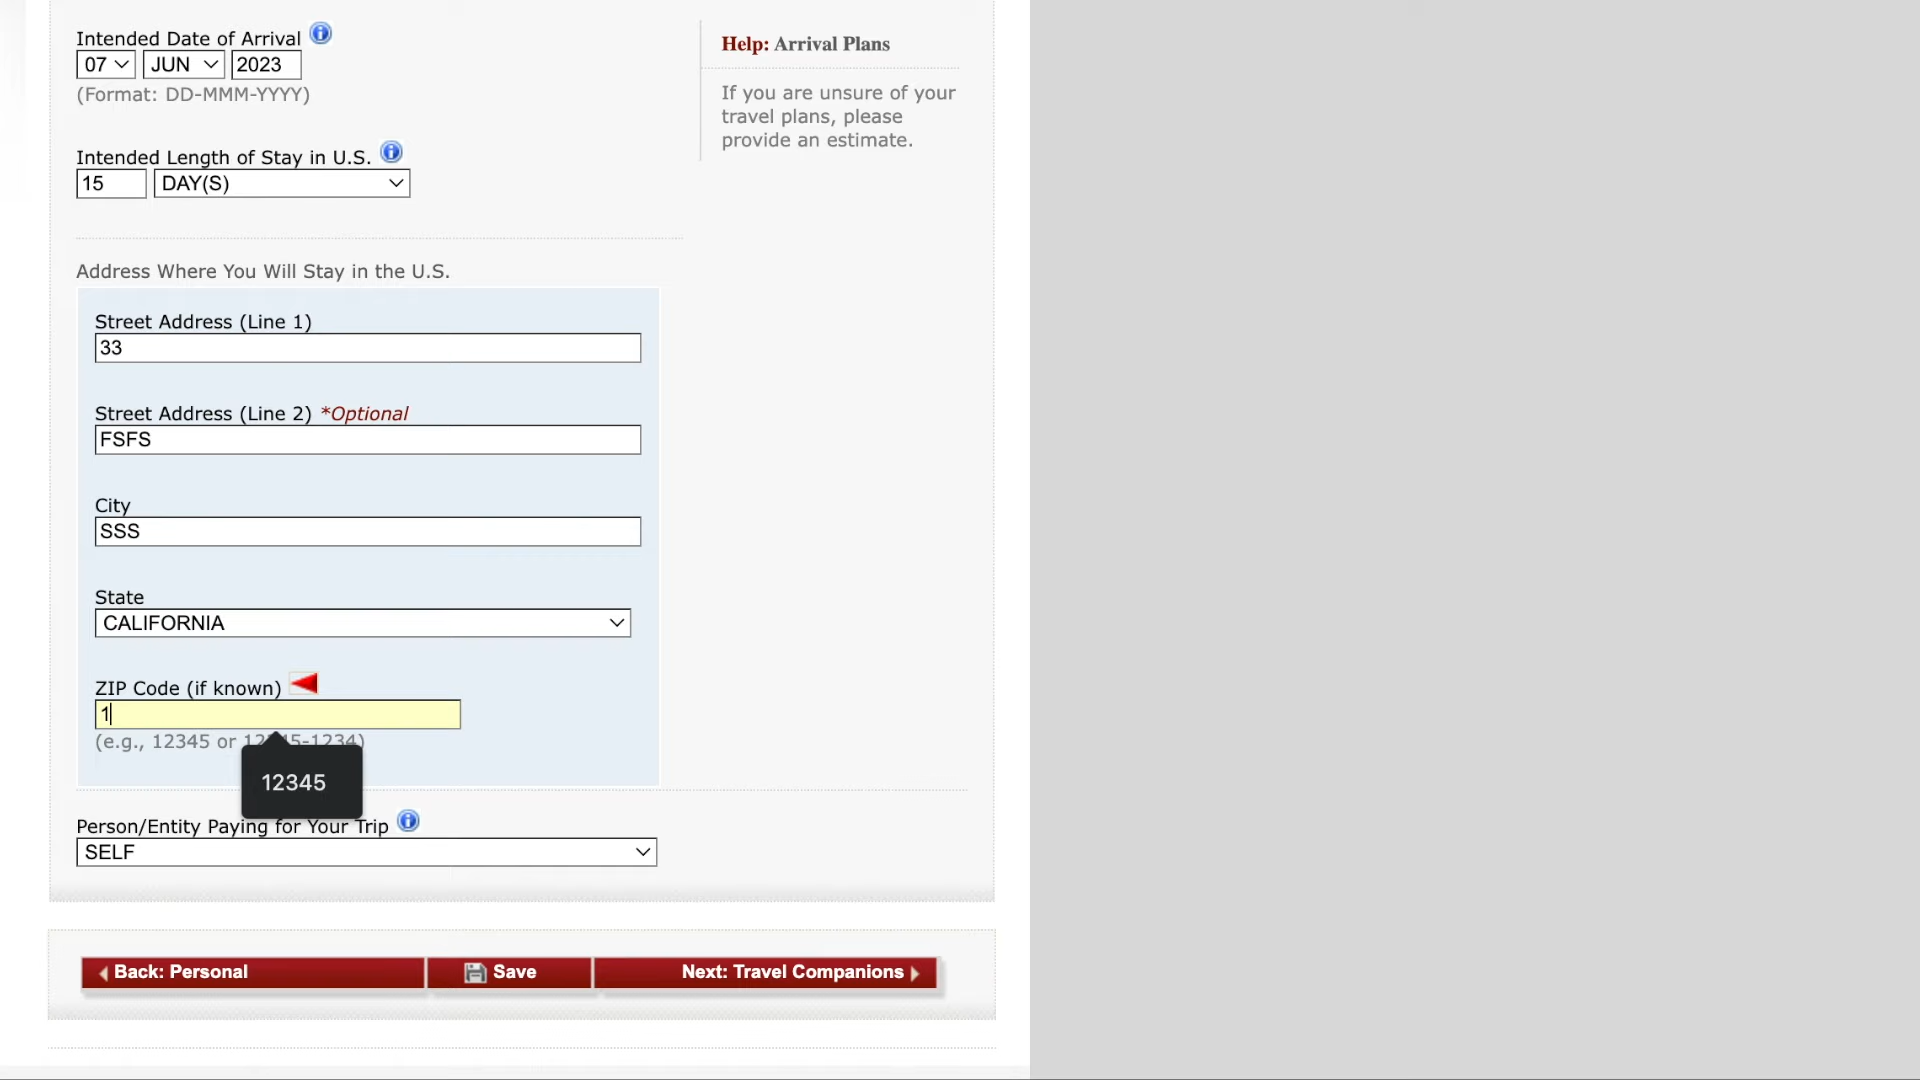 Intended Date of Arrival
07 JUN 2023
(Format: DD-MMM-YYYY)
Intended Length of Stay in U.S.
15 DAY(S)
Address Where You Will Stay in the U.S.
Street Address (Line 1)
33
Street Address (Line 2) *Optional
FSFS
City
SSS
State
CALIFORNIA
ZIP Code (if known)
1
(e.g., 12345 or 12345-1234)
12345
Person/Entity Paying for Your Trip
SELF
Back: Personal
Save
Next: Travel Companions
Help: Arrival Plans
If you are unsure of your
travel plans, please
provide an estimate.